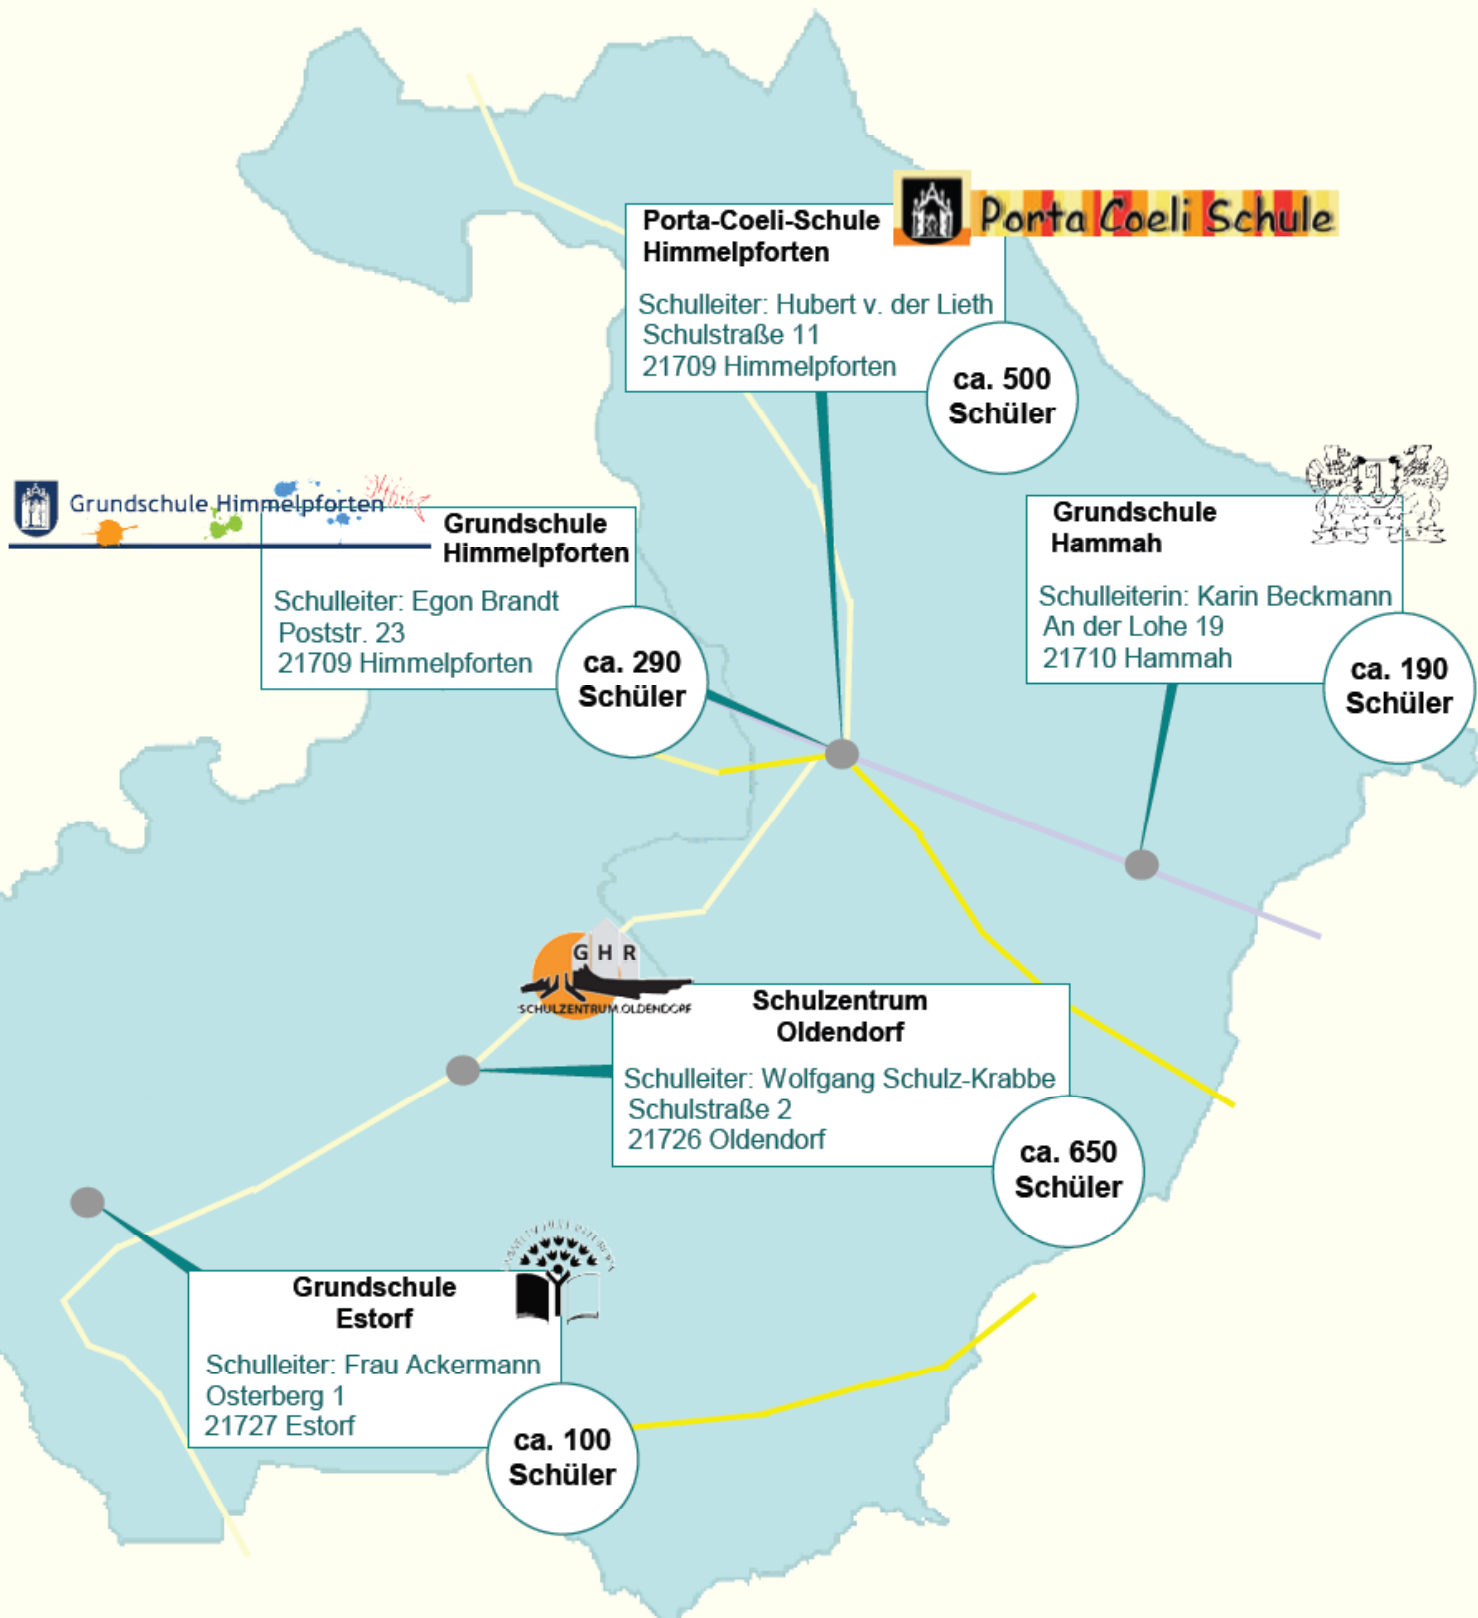 Porta Coeli Schule
Porta-Coeli-Schule
Himmelpforten
Schulleiter: Hubert v. der Lieth
Schulstraße 11
21709 Himmelpforten
ca. 500
Schüler
Grundschule Himmelpforten
Grundschule
Himmelpforten
Schulleiter: Egon Brandt
Poststr. 23
21709 Himmelpforten
ca. 290
Schüler
Grundschule
Hammah
Schulleiterin: Karin Beckmann
An der Lohe 19
21710 Hammah
ca. 190
Schüler
G H R
SCHULZENTRUM OLDENDORF
Schulzentrum
Oldendorf
Schulleiter: Wolfgang Schulz-Krabbe
Schulstraße 2
21726 Oldendorf
ca. 650
Schüler
Grundschule
Estorf
Schulleiter: Frau Ackermann
Osterberg 1
21727 Estorf
ca. 100
Schüler